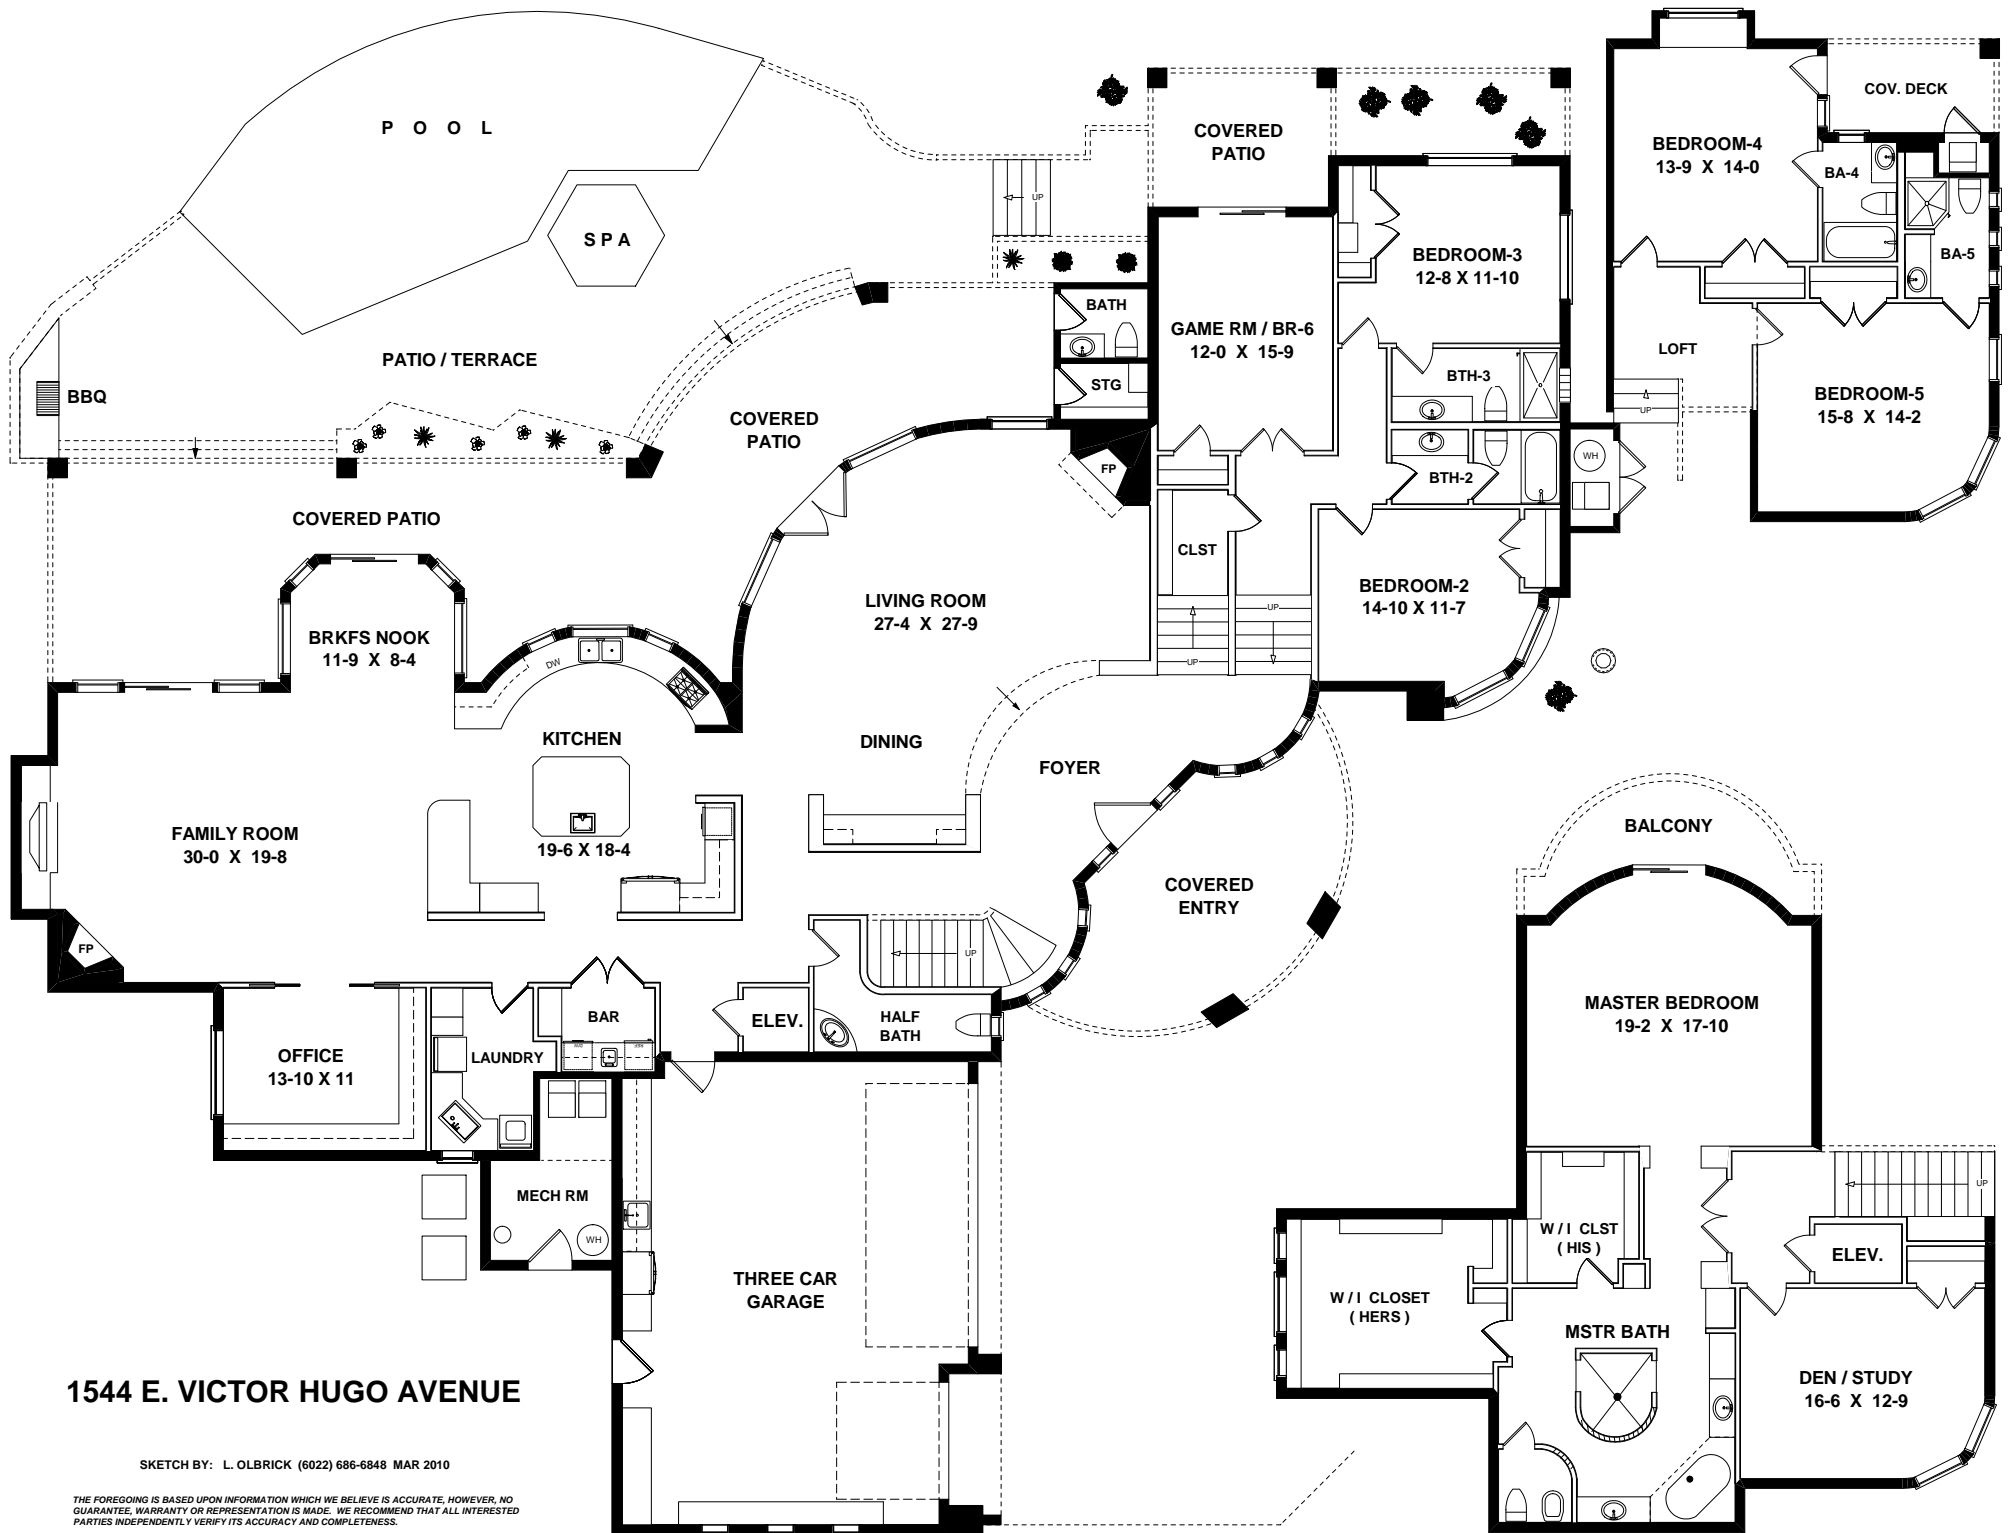 P O O L
SPA
COVERED
PATIO
COV. DECK
BEDROOM-4
13-9 X 14-0
BA-4
UP
BEDROOM-3
12-8 X 11-10
BA-5
BATH
GAME RM / BR-6
12-0 X 15-9
LOFT
PATIO / TERRACE
BBQ
STG
BTH-3
BEDROOM-5
15-8 X 14-2
UP
COVERED
PATIO
FP
BTH-2
WH
COVERED PATIO
CLST
BEDROOM-2
14-10 X 11-7
LIVING ROOM
27-4 X 27-9
UP
UP
BRKFS NOOK
11-9 X 8-4
DW
KITCHEN
19-6 X 18-4
DINING
FOYER
FAMILY ROOM
30-0 X 19-8
BALCONY
COVERED
ENTRY
FP
UP
MASTER BEDROOM
19-2 X 17-10
BAR
ELEV.
HALF
BATH
OFFICE
13-10 X 11
LAUNDRY
REF
MECH RM
WH
UP
W / I CLST
( HIS )
ELEV.
THREE CAR
GARAGE
W / I CLOSET
( HERS )
MSTR BATH
DEN / STUDY
16-6 X 12-9
1544 E. VICTOR HUGO AVENUE
SKETCH BY: L. OLBRICK (6022) 686-6848 MAR 2010
THE FOREGOING IS BASED UPON INFORMATION WHICH WE BELIEVE IS ACCURATE, HOWEVER, NO
GUARANTEE, WARRANTY OR REPRESENTATION IS MADE. WE RECOMMEND THAT ALL INTERESTED
PARTIES INDEPENDENTLY VERIFY ITS ACCURACY AND COMPLETENESS.